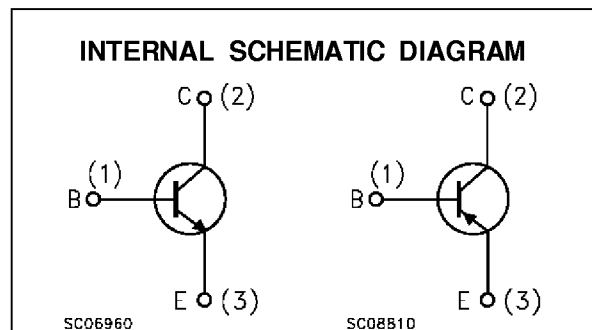 INTERNAL SCHEMATIC DIAGRAM
C (2) C (2)
(1) (1)
B B
E (3) E (3)
SC06960 SC08810